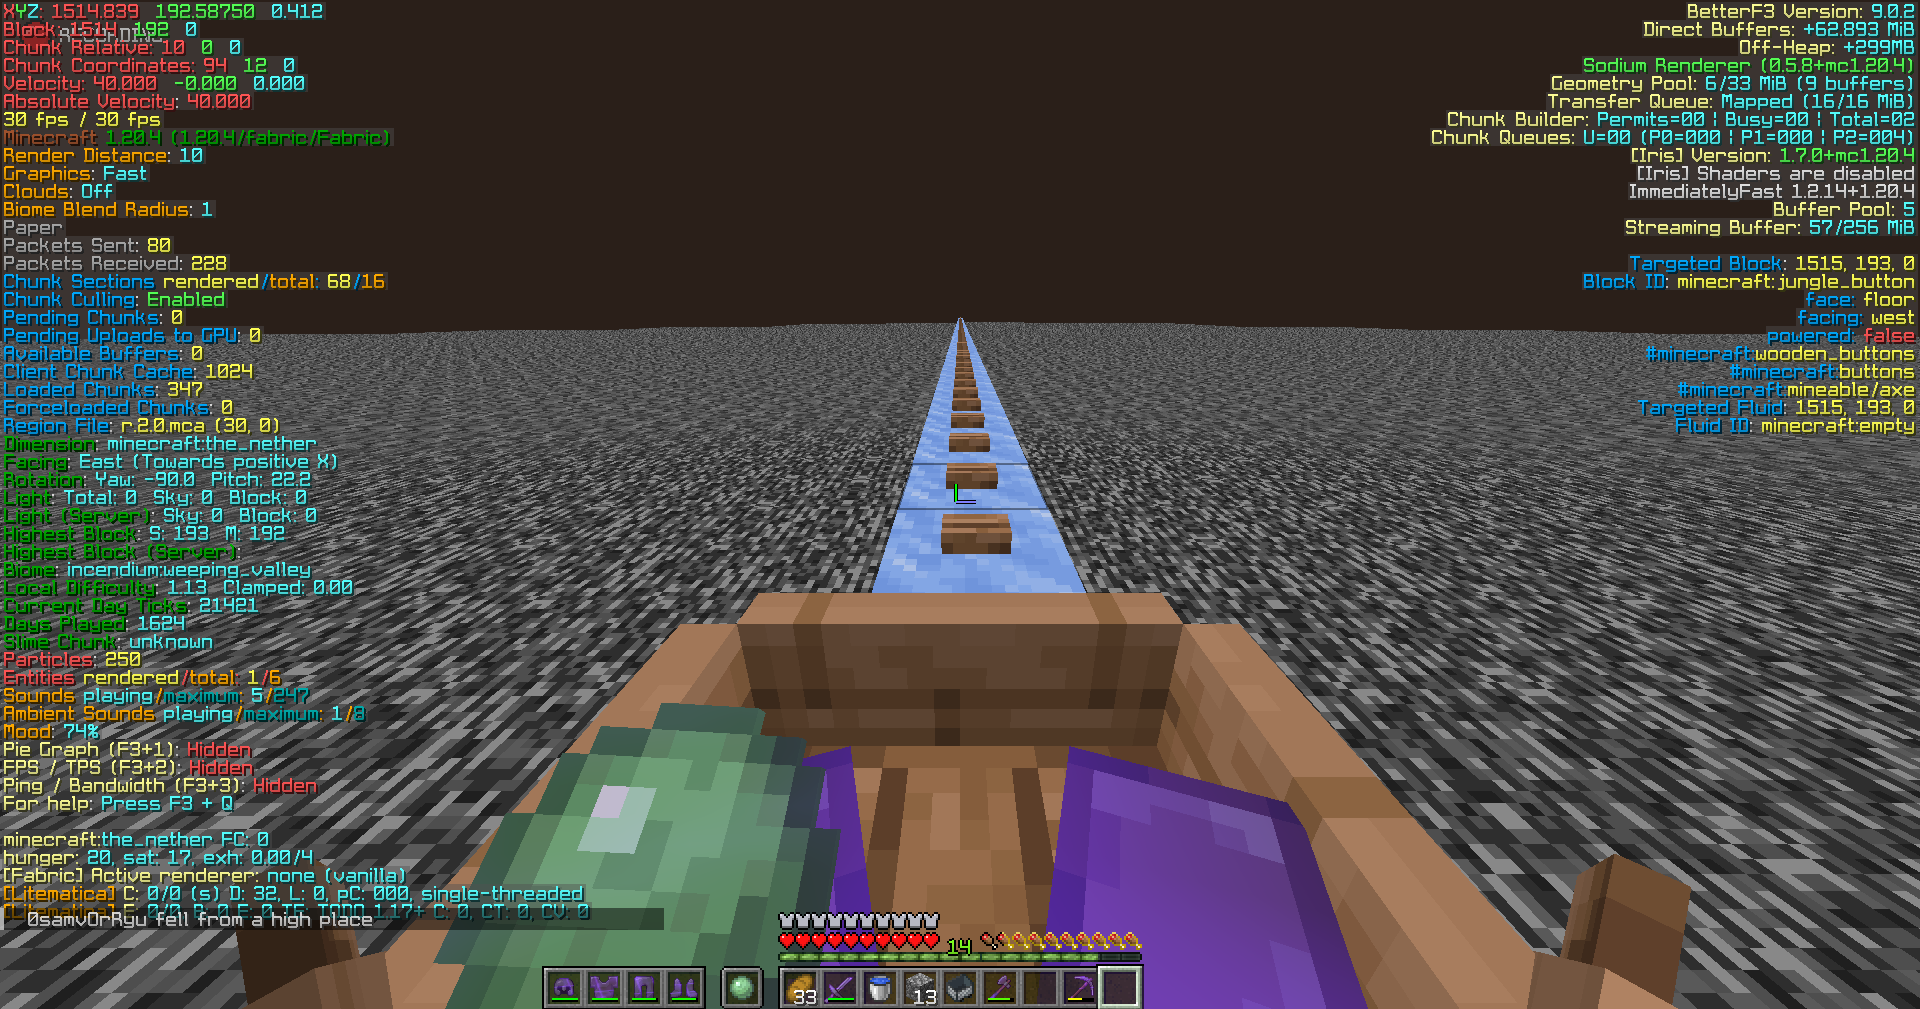 XYZ: 1514.839 192.58750 0.412
Block: 1514 192 0
RECORDING
Chunk Relative: 10 0 0
Chunk Coordinates: 94 12 0
Velocity: 40.000 -0.000 0.000
Absolute Velocity: 40.000
30 fps / 30 fps
Minecraft 1.20.4 (1.20.4/fabric/Fabric)
Render Distance: 10
Graphics: Fast
Clouds: Off
Biome Blend Radius: 1
Paper
Packets Sent: 80
Packets Received: 228
Chunk Sections rendered/total: 68/16
Chunk Culling: Enabled
Pending Chunks: 0
Pending Uploads to GPU: 0
Available Buffers: 0
Client Chunk Cache: 1024
Loaded Chunks: 347
Forceloaded Chunks: 0
Region File: r.2.0.mca (30, 0)
Dimension: minecraft:the_nether
Facing: East (Towards positive X)
Rotation: Yaw: -90.0 Pitch: 22.2
Light: Total: 0 Sky: 0 Block: 0
Light (Server): Sky: 0 Block: 0
Highest Block: S: 193 M: 192
Highest Block (Server):
Biome: incendium:weeping_valley
Local Difficulty: 1.13 Clamped: 0.00
Current Day Ticks: 21421
Days Played: 1624
Slime Chunk: unknown
Particles: 250
Entities rendered/total: 1/6
Sounds playing/maximum: 5/247
Ambient Sounds playing/maximum: 1/8
Mood: 74%
Pie Graph (F3+1): Hidden
FPS / TPS (F3+2): Hidden
Ping / Bandwidth (F3+3): Hidden
For help: Press F3 + Q
minecraft:the_nether FC: 0
hunger: 20, sat: 17, exh: 0.00/4
[Fabric] Active renderer: none (vanilla)
[Litematica] C: 0/0 (s) D: 32, L: 0, pC: 000, single-threaded
[Litematica] E: 0/0, B: 0 1.17+ C: 0, CT: 0, CV: 0
0samvOrRyu fell from a high place
BetterF3 Version: 9.0.2
Direct Buffers: +62.893 MiB
Off-Heap: +299MB
Sodium Renderer (0.5.8+mc1.20.4)
Geometry Pool: 6/33 MiB (9 buffers)
Transfer Queue: Mapped (16/16 MiB)
Chunk Builder: Permits=00 | Busy=00 | Total=02
Chunk Queues: U=00 (P0=000 | P1=000 | P2=004)
[Iris] Version: 1.7.0+mc1.20.4
[Iris] Shaders are disabled
ImmediatelyFast 1.2.14+1.20.4
Buffer Pool: 5
Streaming Buffer: 57/256 MiB
Targeted Block: 1515, 193, 0
Block ID: minecraft:jungle_button
face: floor
facing: west
powered: false
#minecraft:wooden_buttons
#minecraft:buttons
#minecraft:mineable/axe
Targeted Fluid: 1515, 193, 0
Fluid ID: minecraft:empty
14
33
13